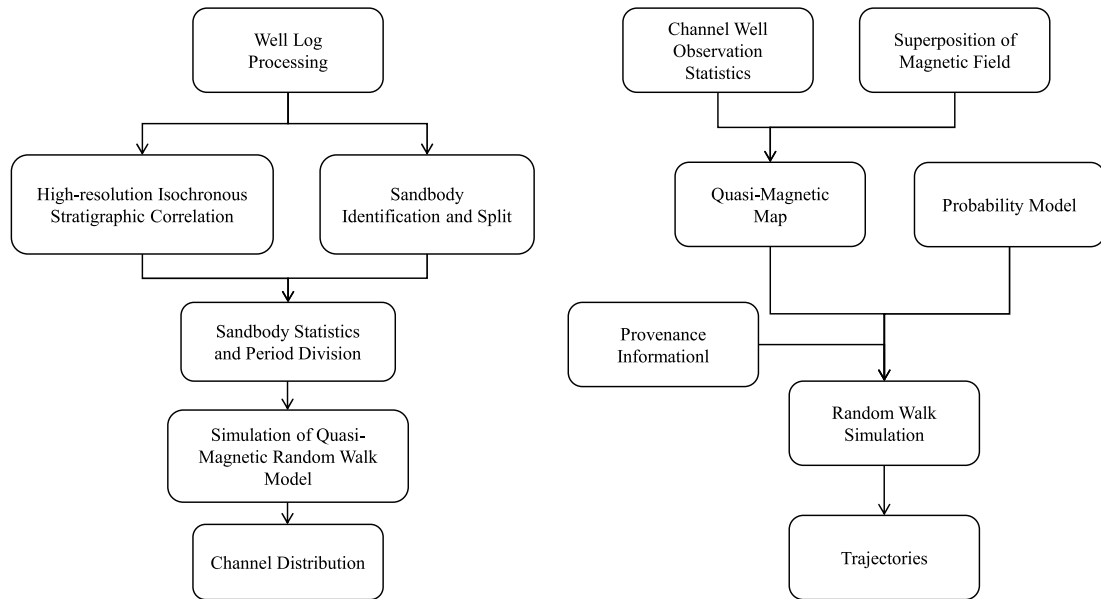 Well Log
Processing
High-resolution Isochronous
Stratigraphic Correlation
Sandbody
Identification and Split
Sandbody Statistics
and Period Division
Simulation of Quasi-
Magnetic Random Walk
Model
Channel Distribution
Channel Well
Observation
Statistics
Superposition of
Magnetic Field
Quasi-Magnetic
Map
Probability Model
Provenance
Informationl
Random Walk
Simulation
Trajectories